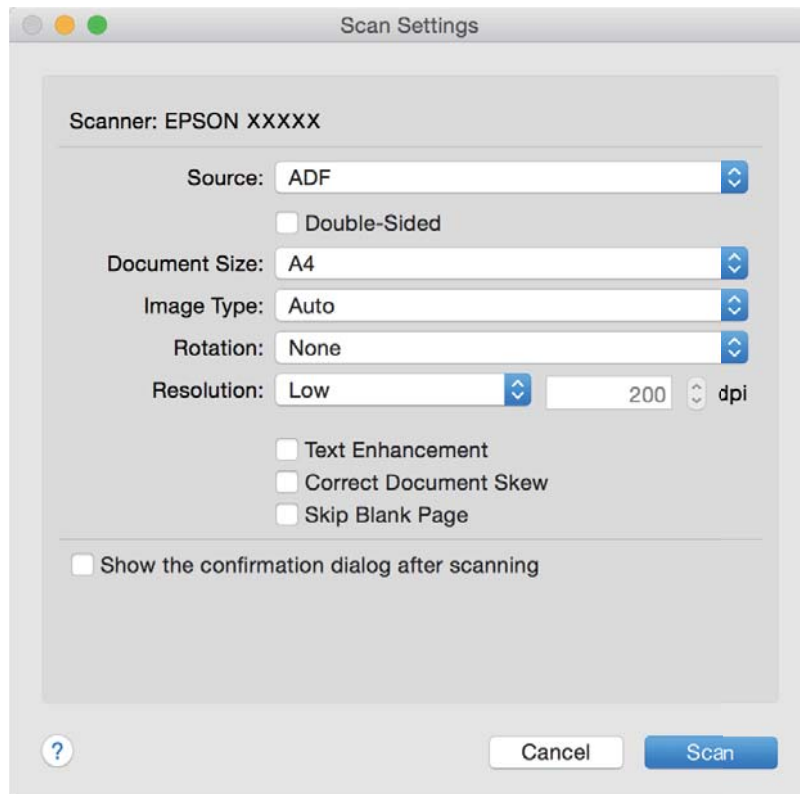 Scan Settings
Scanner: EPSON XXXXX
Source: ADF
Double-Sided
Document Size: A4
Image Type: Auto
Rotation: None
Resolution: Low 200 dpi
Text Enhancement
Correct Document Skew
Skip Blank Page
Show the confirmation dialog after scanning
? Cancel Scan